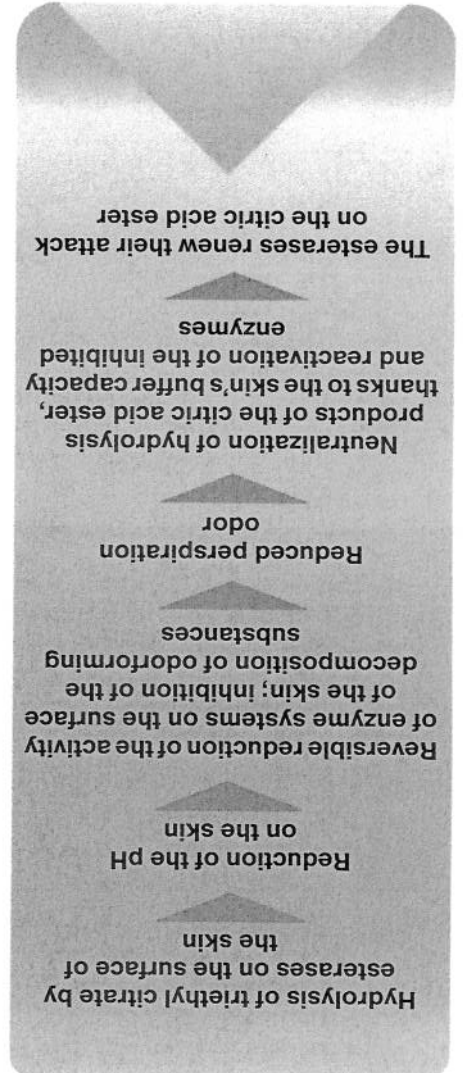 Hydrolysis of triethyl citrate by
esterases on the surface of
the skin
Reduction of the pH
on the skin
Reversible reduction of the activity
of enzyme systems on the surface
of the skin; inhibition of the
decomposition of odorforming
substances
Reduced perspiration
odor
Neutralization of hydrolysis
products of the citric acid ester,
thanks to the skin's buffer capacity
and reactivation of the inhibited
enzymes
The esterases renew their attack
on the citric acid ester